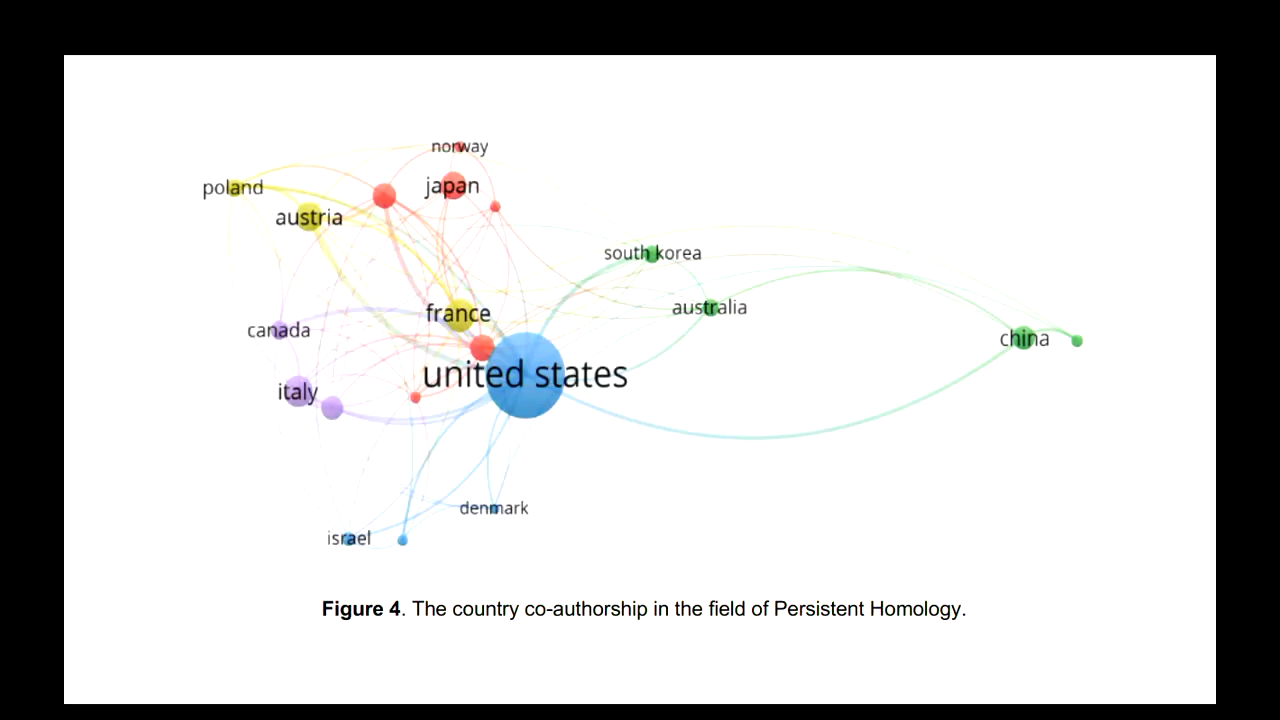 norway
poland
japan
austria
south korea
australia
france
canada
china
united states
italy
denmark
israel
Figure 4. The country co-authorship in the field of Persistent Homology.